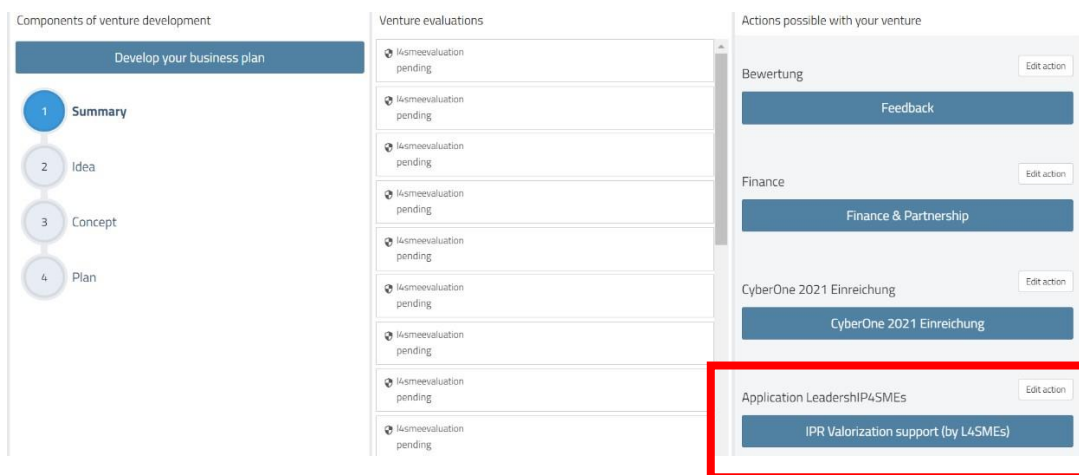 Components of venture development
Develop your business plan
1 Summary
2 Idea
3 Concept
4 Plan
Venture evaluations
l4smeevaluation
pending
l4smeevaluation
pending
l4smeevaluation
pending
l4smeevaluation
pending
l4smeevaluation
pending
l4smeevaluation
pending
l4smeevaluation
pending
l4smeevaluation
pending
l4smeevaluation
pending
Actions possible with your venture
Bewertung
Edit action
Feedback
Finance
Edit action
Finance & Partnership
CyberOne 2021 Einreichung
Edit action
CyberOne 2021 Einreichung
Application LeadershIP4SMEs
Edit action
IPR Valorization support (by L4SMEs)